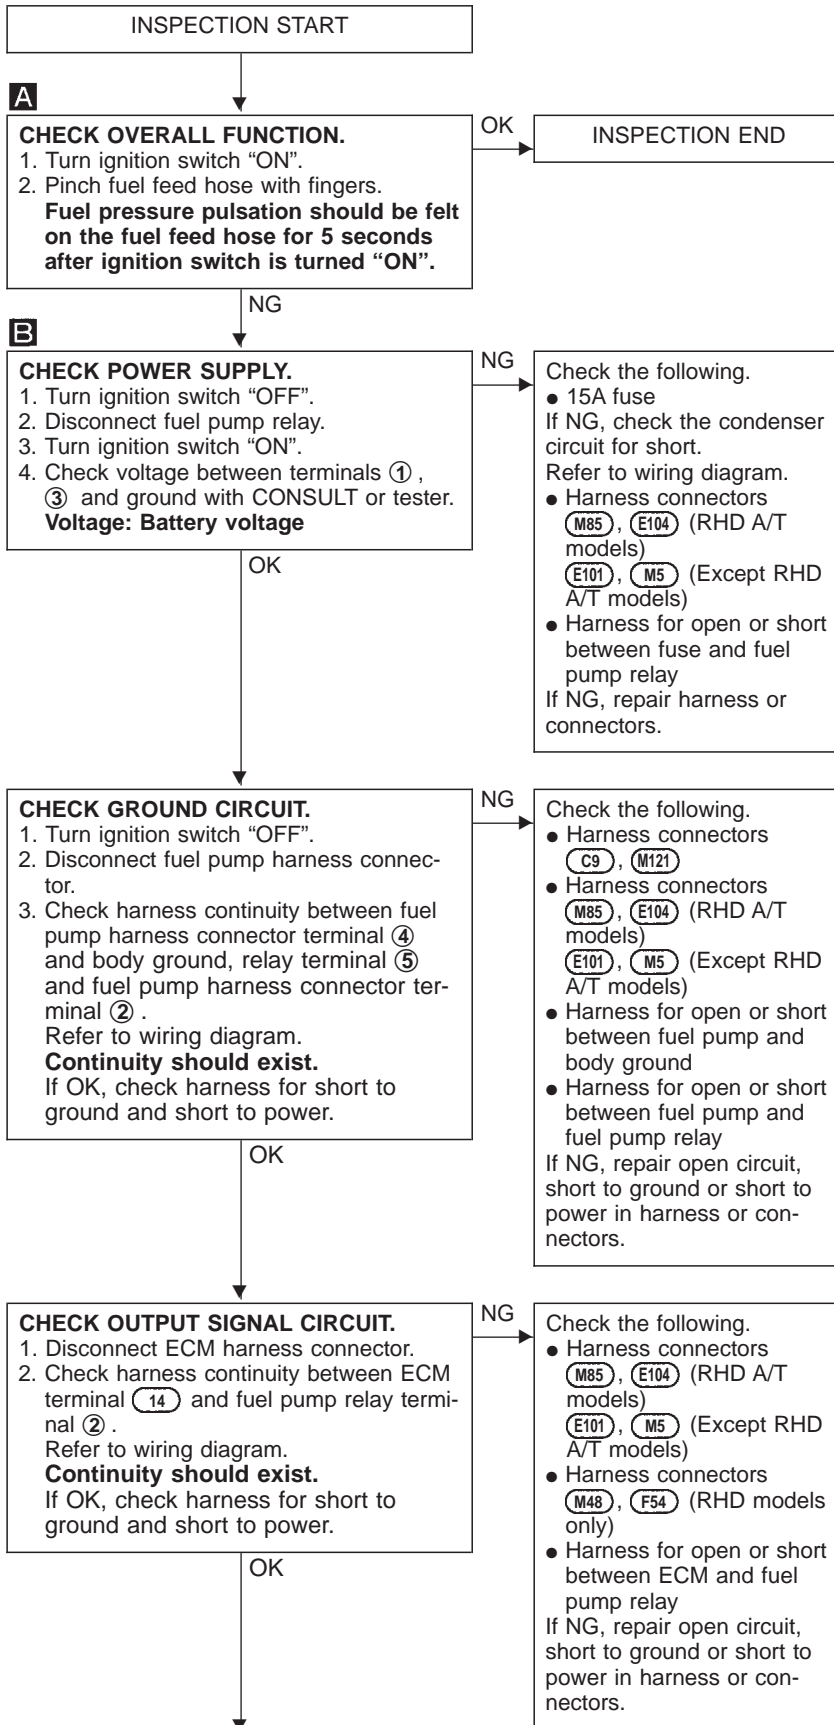 INSPECTION START
A
CHECK OVERALL FUNCTION.
1. Turn ignition switch “ON”.
2. Pinch fuel feed hose with fingers.
Fuel pressure pulsation should be felt
on the fuel feed hose for 5 seconds
after ignition switch is turned “ON”.
OK
INSPECTION END
NG
B
CHECK POWER SUPPLY.
1. Turn ignition switch “OFF”.
2. Disconnect fuel pump relay.
3. Turn ignition switch “ON”.
4. Check voltage between terminals ①,
③ and ground with CONSULT or tester.
Voltage: Battery voltage
NG
Check the following.
● 15A fuse
If NG, check the condenser
circuit for short.
Refer to wiring diagram.
● Harness connectors
M85, E104 (RHD A/T
models)
E101, M5 (Except RHD
A/T models)
● Harness for open or short
between fuse and fuel
pump relay
If NG, repair harness or
connectors.
OK
CHECK GROUND CIRCUIT.
1. Turn ignition switch “OFF”.
2. Disconnect fuel pump harness connec-
tor.
3. Check harness continuity between fuel
pump harness connector terminal ④
and body ground, relay terminal ⑤
and fuel pump harness connector ter-
minal ②.
Refer to wiring diagram.
Continuity should exist.
If OK, check harness for short to
ground and short to power.
NG
Check the following.
● Harness connectors
C9, M121
● Harness connectors
M85, E104 (RHD A/T
models)
E101, M5 (Except RHD
A/T models)
● Harness for open or short
between fuel pump and
body ground
● Harness for open or short
between fuel pump and
fuel pump relay
If NG, repair open circuit,
short to ground or short to
power in harness or con-
nectors.
OK
CHECK OUTPUT SIGNAL CIRCUIT.
1. Disconnect ECM harness connector.
2. Check harness continuity between ECM
terminal 14 and fuel pump relay termi-
nal ②.
Refer to wiring diagram.
Continuity should exist.
If OK, check harness for short to
ground and short to power.
NG
Check the following.
● Harness connectors
M85, E104 (RHD A/T
models)
E101, M5 (Except RHD
A/T models)
● Harness connectors
M48, F54 (RHD models
only)
● Harness for open or short
between ECM and fuel
pump relay
If NG, repair open circuit,
short to ground or short to
power in harness or con-
nectors.
OK